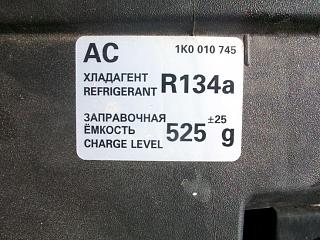 AC 1K0 010 745
ХЛАДАГЕНТ
REFRIGERANT R134a
ЗАПРАВОЧНАЯ ±25
ЁМКОСТЬ 525 g
CHARGE LEVEL